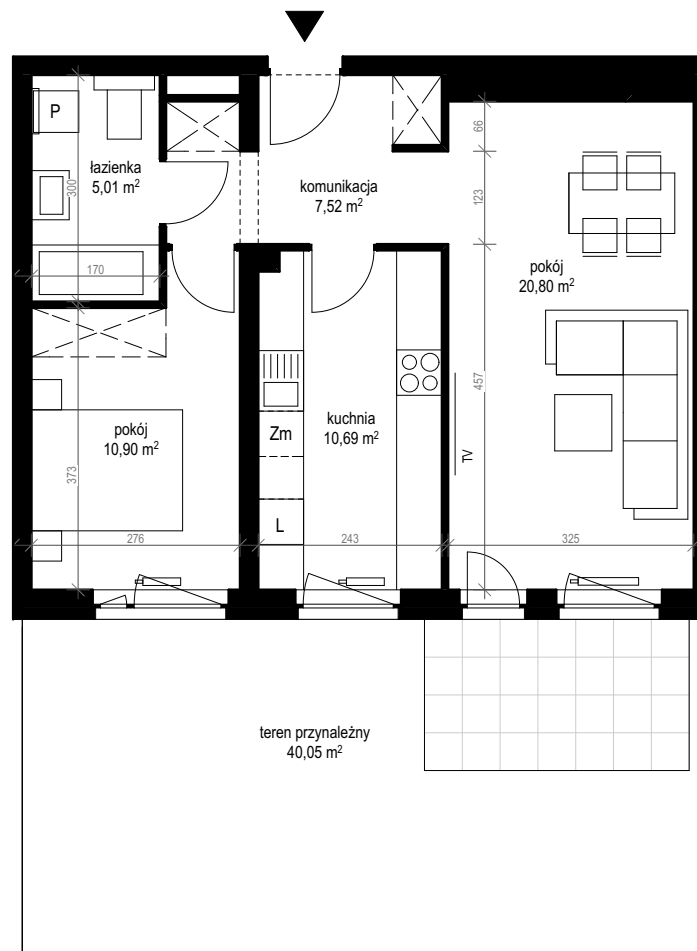 P
łazienka
5,01 m²
300
170
komunikacja
7,52 m²
66
123
pokój
20,80 m²
457
TV
pokój
10,90 m²
373
276
Zm
L
kuchnia
10,69 m²
243
325
teren przynależny
40,05 m²